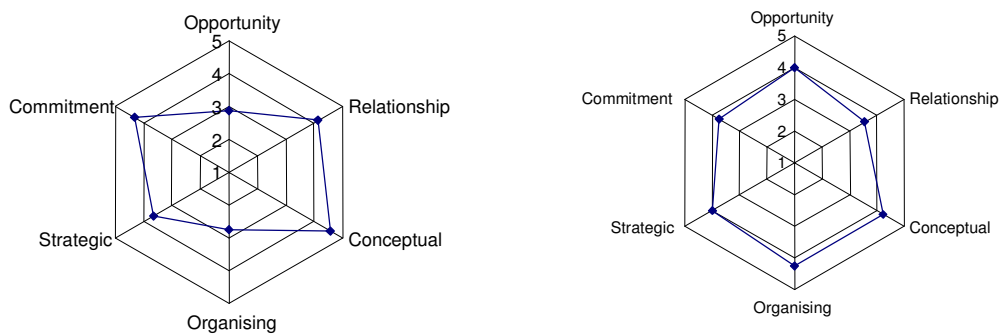 Opportunity
5
4
3
2
1
Commitment
Relationship
Strategic
Conceptual
Organising
Opportunity
5
4
3
2
1
Commitment
Relationship
Strategic
Conceptual
Organising